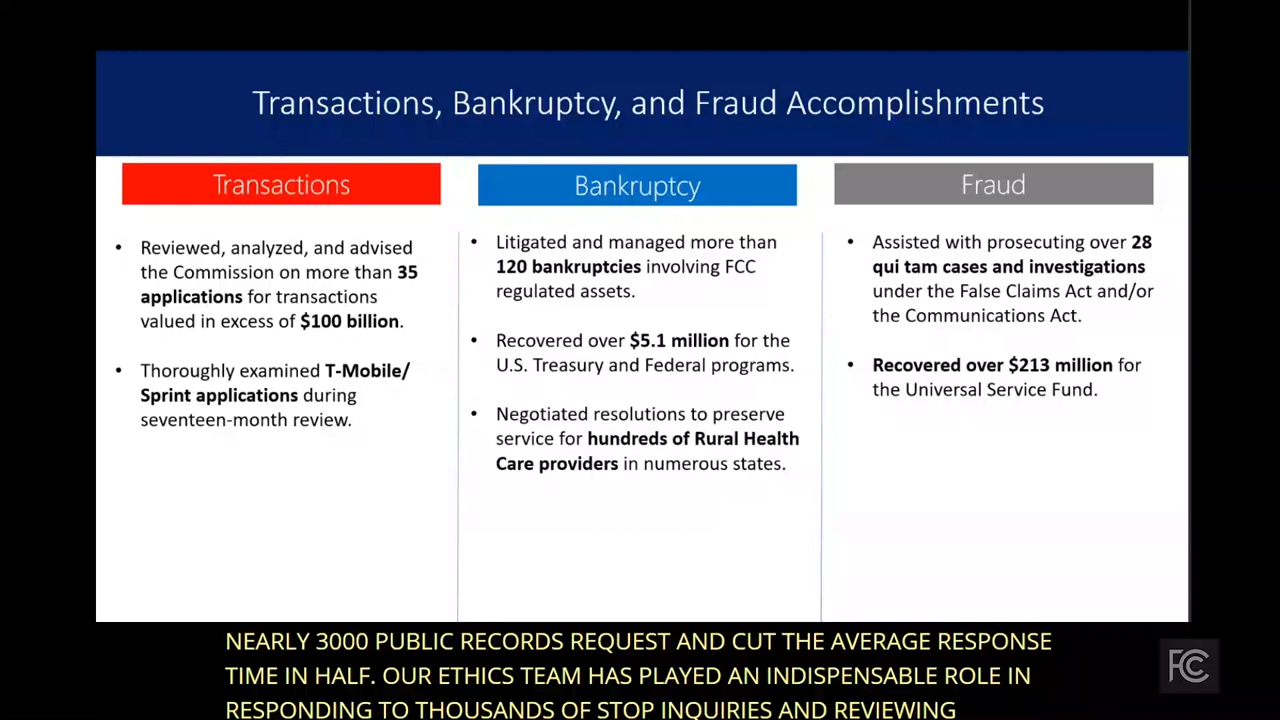 Transactions, Bankruptcy, and Fraud Accomplishments
Transactions
• Reviewed, analyzed, and advised
the Commission on more than 35
applications for transactions
valued in excess of $100 billion.
• Thoroughly examined T-Mobile/
Sprint applications during
seventeen-month review.
Bankruptcy
• Litigated and managed more than
120 bankruptcies involving FCC
regulated assets.
• Recovered over $5.1 million for the
U.S. Treasury and Federal programs.
• Negotiated resolutions to preserve
service for hundreds of Rural Health
Care providers in numerous states.
Fraud
• Assisted with prosecuting over 28
qui tam cases and investigations
under the False Claims Act and/or
the Communications Act.
• Recovered over $213 million for
the Universal Service Fund.
NEARLY 3000 PUBLIC RECORDS REQUEST AND CUT THE AVERAGE RESPONSE
TIME IN HALF. OUR ETHICS TEAM HAS PLAYED AN INDISPENSABLE ROLE IN
RESPONDING TO THOUSANDS OF STOP INQUIRIES AND REVIEWING
FCC